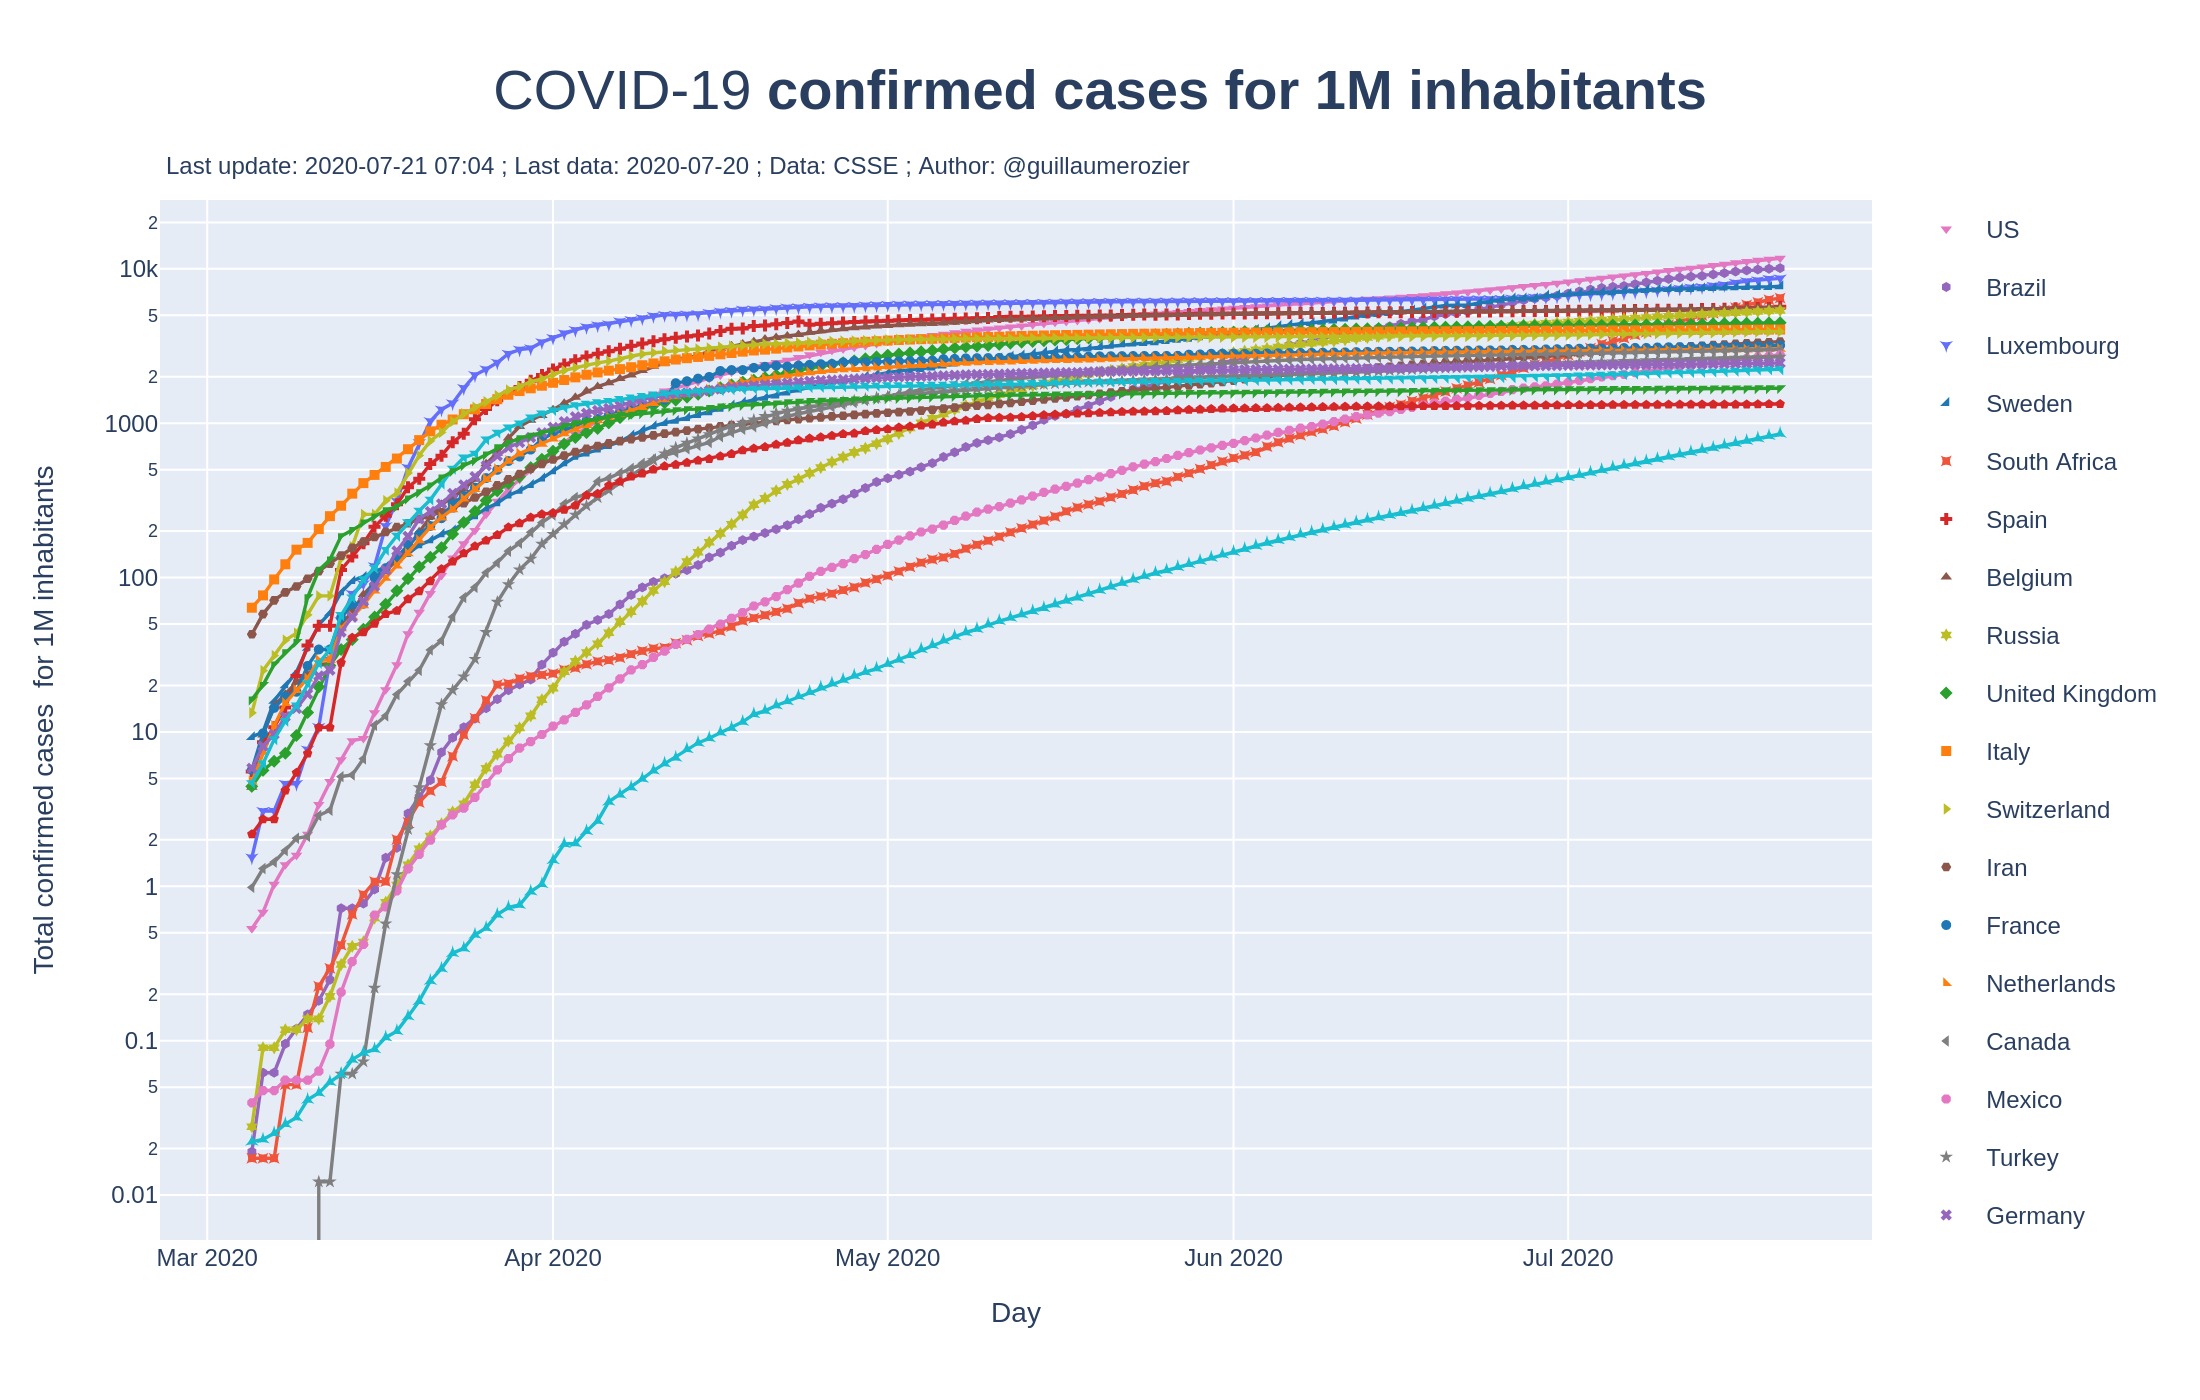 COVID-19 confirmed cases for 1M inhabitants
Last update: 2020-07-21 07:04 ; Last data: 2020-07-20 ; Data: CSSE ; Author: @guillaumerozier
Total confirmed cases for 1M inhabitants
2
10k
5
2
1000
5
2
100
5
2
10
5
2
1
5
2
0.1
5
2
0.01
Mar 2020
Apr 2020
May 2020
Jun 2020
Jul 2020
Day
US
Brazil
Luxembourg
Sweden
South Africa
Spain
Belgium
Russia
United Kingdom
Italy
Switzerland
Iran
France
Netherlands
Canada
Mexico
Turkey
Germany